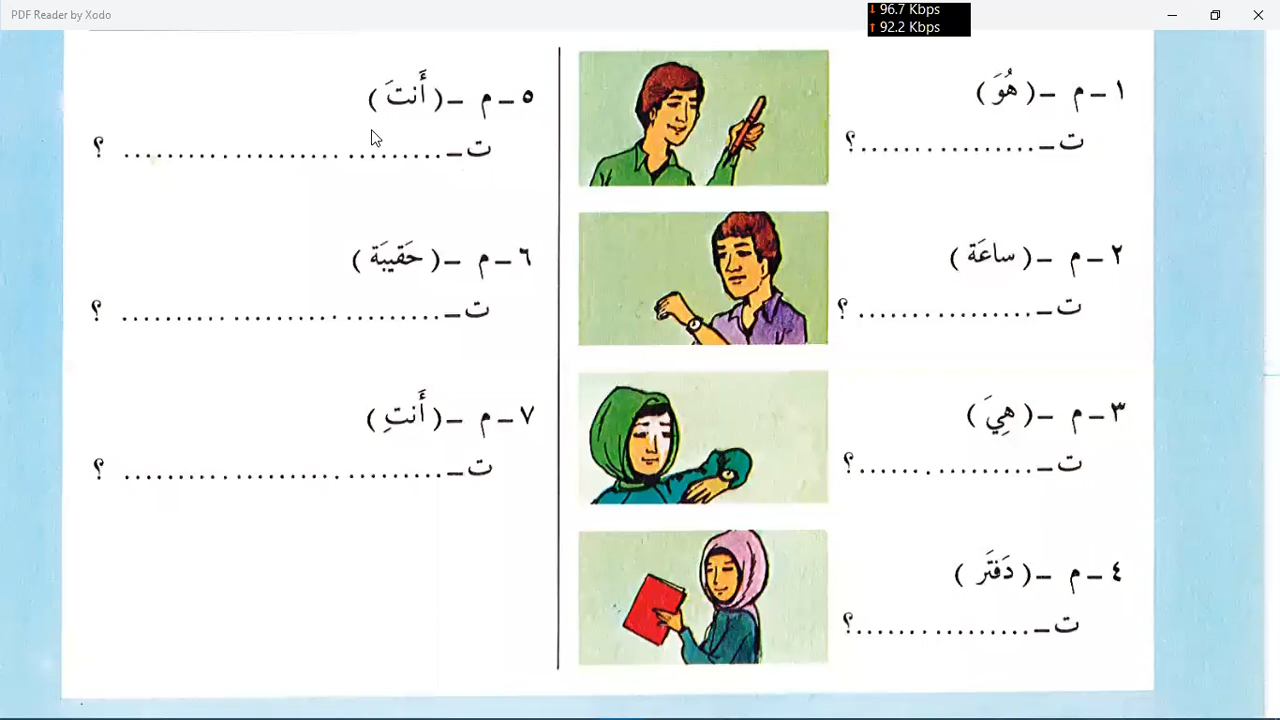 PDF Reader by Xodo
↓ 96.7 Kbps
↑ 92.2 Kbps
١ - م - ( هُوَ )
ت - ..................؟
٢ - م - ( ساعَة )
ت - ..................؟
٣ - م - ( هِيَ )
ت - ..................؟
٤ - م - ( دَفتَر )
ت - ..................؟
٥ - م - ( أَنتَ )
ت - .............................. ؟
٦ - م - ( حَقيبَة )
ت - .............................. ؟
٧ - م - ( أَنتِ )
ت - .............................. ؟